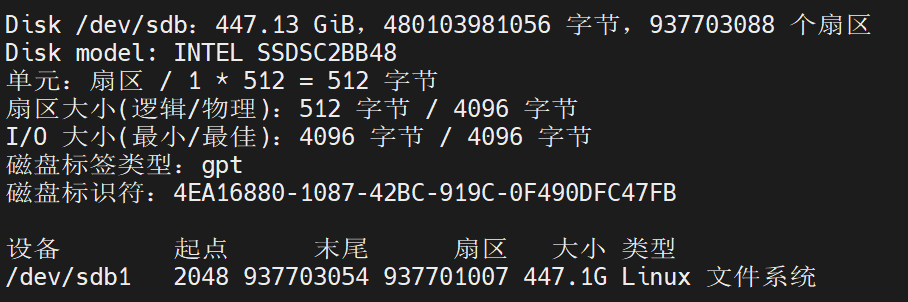 Disk /dev/sdb：447.13 GiB，480103981056 字节，937703088 个扇区
Disk model: INTEL SSDSC2BB48
单元：扇区 / 1 * 512 = 512 字节
扇区大小(逻辑/物理)：512 字节 / 4096 字节
I/O 大小(最小/最佳)：4096 字节 / 4096 字节
磁盘标签类型：gpt
磁盘标识符：4EA16880-1087-42BC-919C-0F490DFC47FB
设备 起点 末尾 扇区 大小 类型
/dev/sdb1 2048 937703054 937701007 447.1G Linux 文件系统